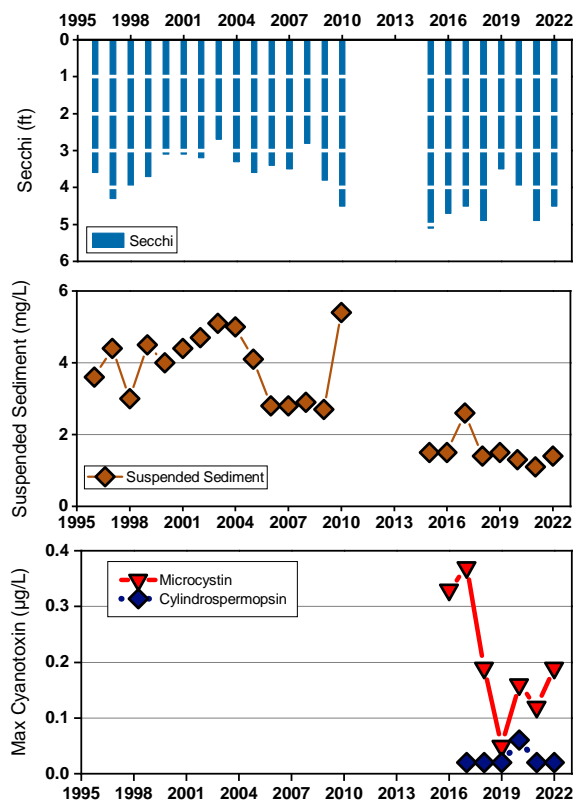 1995 1998 2001 2004 2007 2010 2013 2016 2019 2022
0
1
2
3
4
5
6
Secchi (ft)
Secchi
6
4
2
0
Suspended Sediment (mg/L)
Suspended Sediment
1995 1998 2001 2004 2007 2010 2013 2016 2019 2022
0.4
0.3
0.2
0.1
0.0
Max Cyanotoxin (µg/L)
Microcystin
Cylindrospermopsin
1995 1998 2001 2004 2007 2010 2013 2016 2019 2022